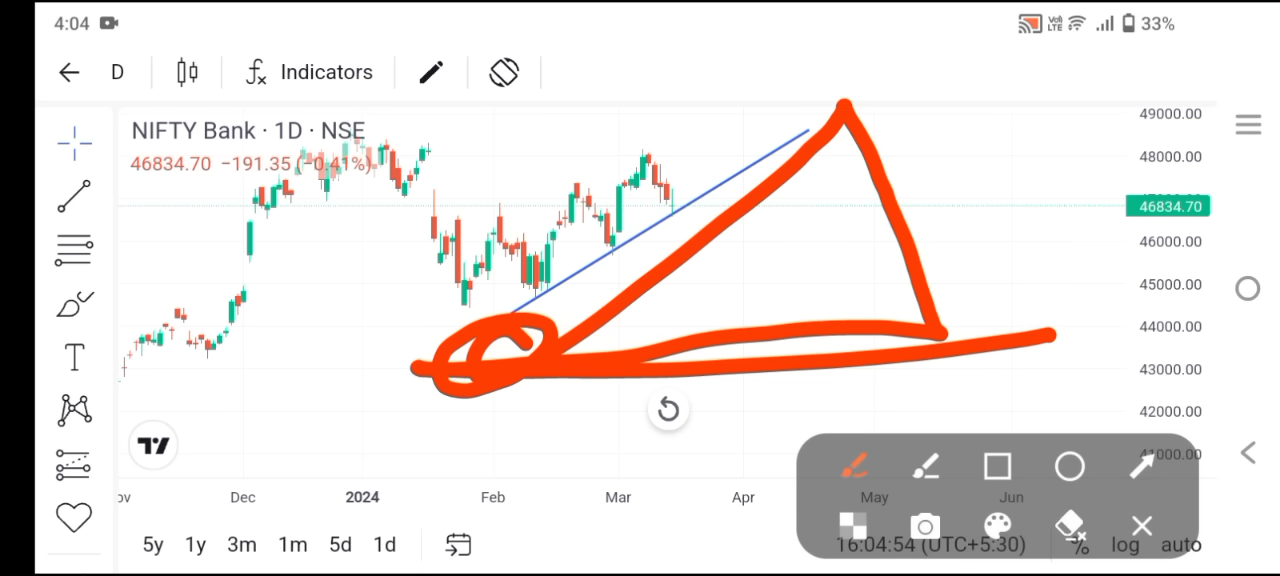 4:04
Vo) LTE 33%
D Indicators
NIFTY Bank · 1D · NSE
46834.70 −191.35 (−0.41%)
49000.00
48000.00
46834.70
46000.00
45000.00
44000.00
43000.00
42000.00
41000.00
ov Dec 2024 Feb Mar Apr May Jun
5y 1y 3m 1m 5d 1d 16:04:54 (UTC+5:30) % log auto